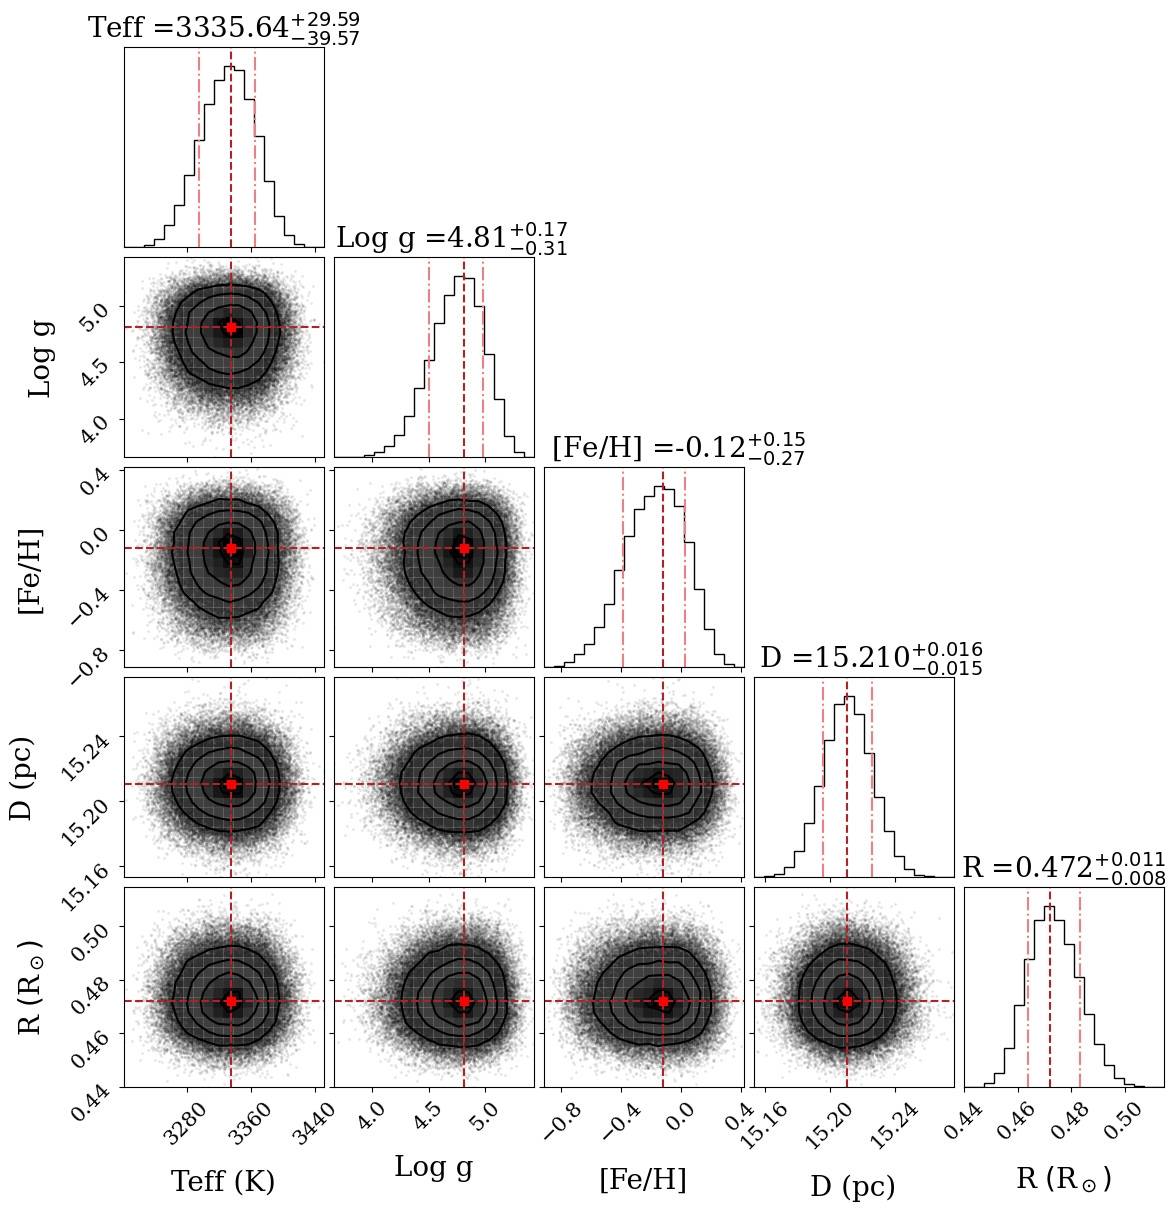 Teff =3335.64+29.59 −39.57
Log g =4.81+0.17 −0.31
Log g
5.0
4.5
4.0
[Fe/H] =-0.12+0.15 −0.27
[Fe/H]
0.4
0.0
−0.4
−0.8
D =15.210+0.016 −0.015
D (pc)
15.24
15.20
15.16
R =0.472+0.011 −0.008
R (R⊙)
0.50
0.48
0.46
0.44
3280 3360 3440
Teff (K)
4.0 4.5 5.0
Log g
−0.8 −0.4 0.0 0.4
[Fe/H]
15.16 15.20 15.24
D (pc)
0.44 0.46 0.48 0.50
R (R⊙)